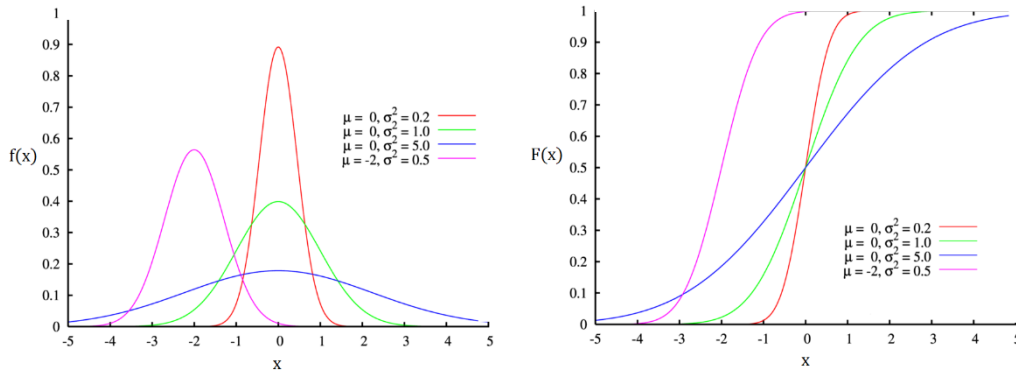 1
0.9
0.8
0.7
0.6
0.5
0.4
0.3
0.2
0.1
0
f(x)
μ = 0, σ² = 0.2
μ = 0, σ² = 1.0
μ = 0, σ² = 5.0
μ = -2, σ² = 0.5
-5 -4 -3 -2 -1 0 1 2 3 4 5
x
1
0.9
0.8
0.7
0.6
0.5
0.4
0.3
0.2
0.1
0
F(x)
μ = 0, σ² = 0.2
μ = 0, σ² = 1.0
μ = 0, σ² = 5.0
μ = -2, σ² = 0.5
-5 -4 -3 -2 -1 0 1 2 3 4 5
x